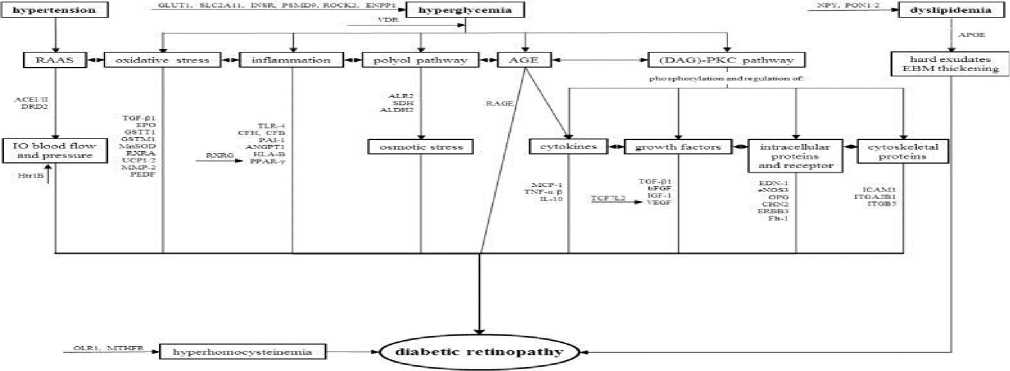 hypertension
GLUT1, SLC2A11, INSR, PSMD9, ROCK2, ENPP1
hyperglycemia
NPY, PON1-2
dyslipidemia
VDR
APOE
RAAS
oxidative stress
inflammation
polyol pathway
AGE
(DAG)-PKC pathway
hard exudates
EBM thickening
phosphorylation and regulation of:
ACEI/II
DRD2
ALR2
SDH
ALDH2
RAGE
TGF-β1
EPO
GSTT1
GSTM1
MnSOD
RXRA
UCP1-2
MMP-2
PEDF
TLR-4
CFH, CFB
PAI-1
ANGPT2
HLA-B
PPAR-γ
RXRG
IO blood flow
and pressure
Htr1B
osmotic stress
cytokines
growth factors
intracellular
proteins
and receptor
cytoskeletal
proteins
MCP-1
TNF-α/β
IL-10
TCF7L2
TGF-β1
bFGF
IGF-1
VEGF
EDN-1
eNOS3
OPG
CHN2
ERBB3
Flt-1
ICAM1
ITGA2B1
ITGB3
OLR1, MTHFR
hyperhomocysteinemia
diabetic retinopathy